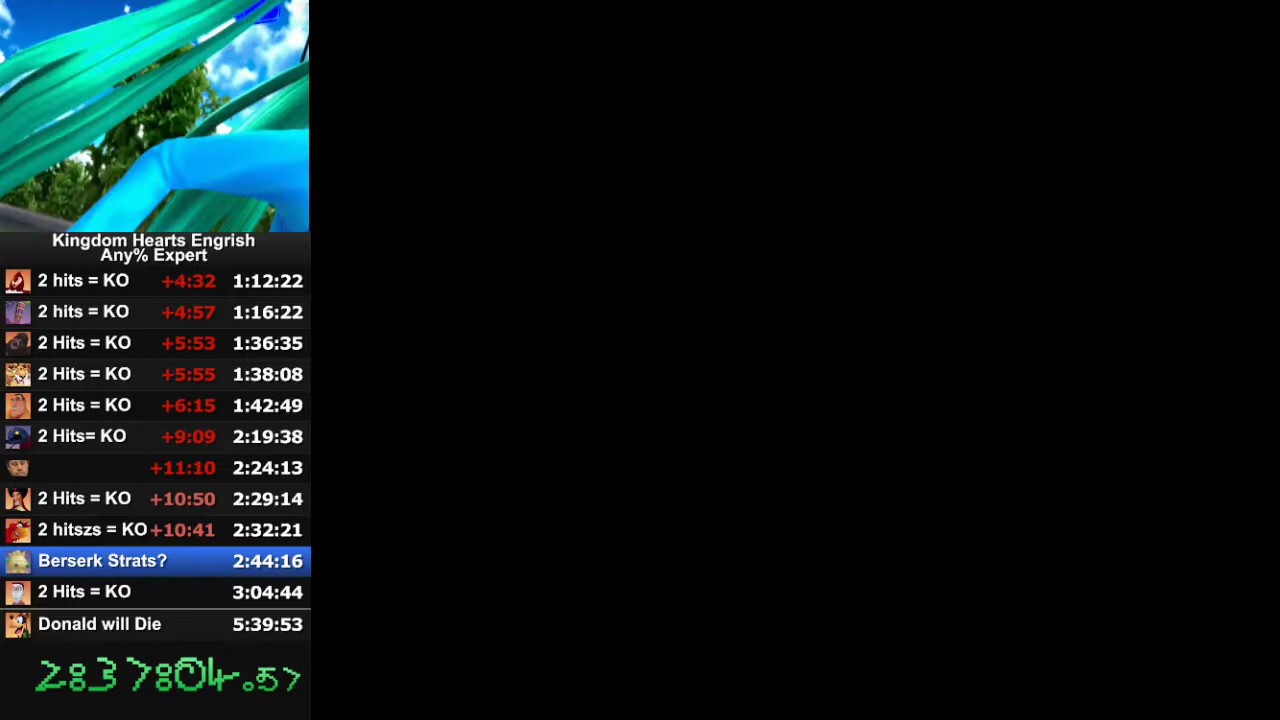 Kingdom Hearts Engrish
Any% Expert
2 hits = KO +4:32 1:12:22
2 hits = KO +4:57 1:16:22
2 Hits = KO +5:53 1:36:35
2 Hits = KO +5:55 1:38:08
2 Hits = KO +6:15 1:42:49
2 Hits= KO +9:09 2:19:38
+11:10 2:24:13
2 Hits = KO +10:50 2:29:14
2 hitszs = KO +10:41 2:32:21
Berserk Strats? 2:44:16
2 Hits = KO 3:04:44
Donald will Die 5:39:53